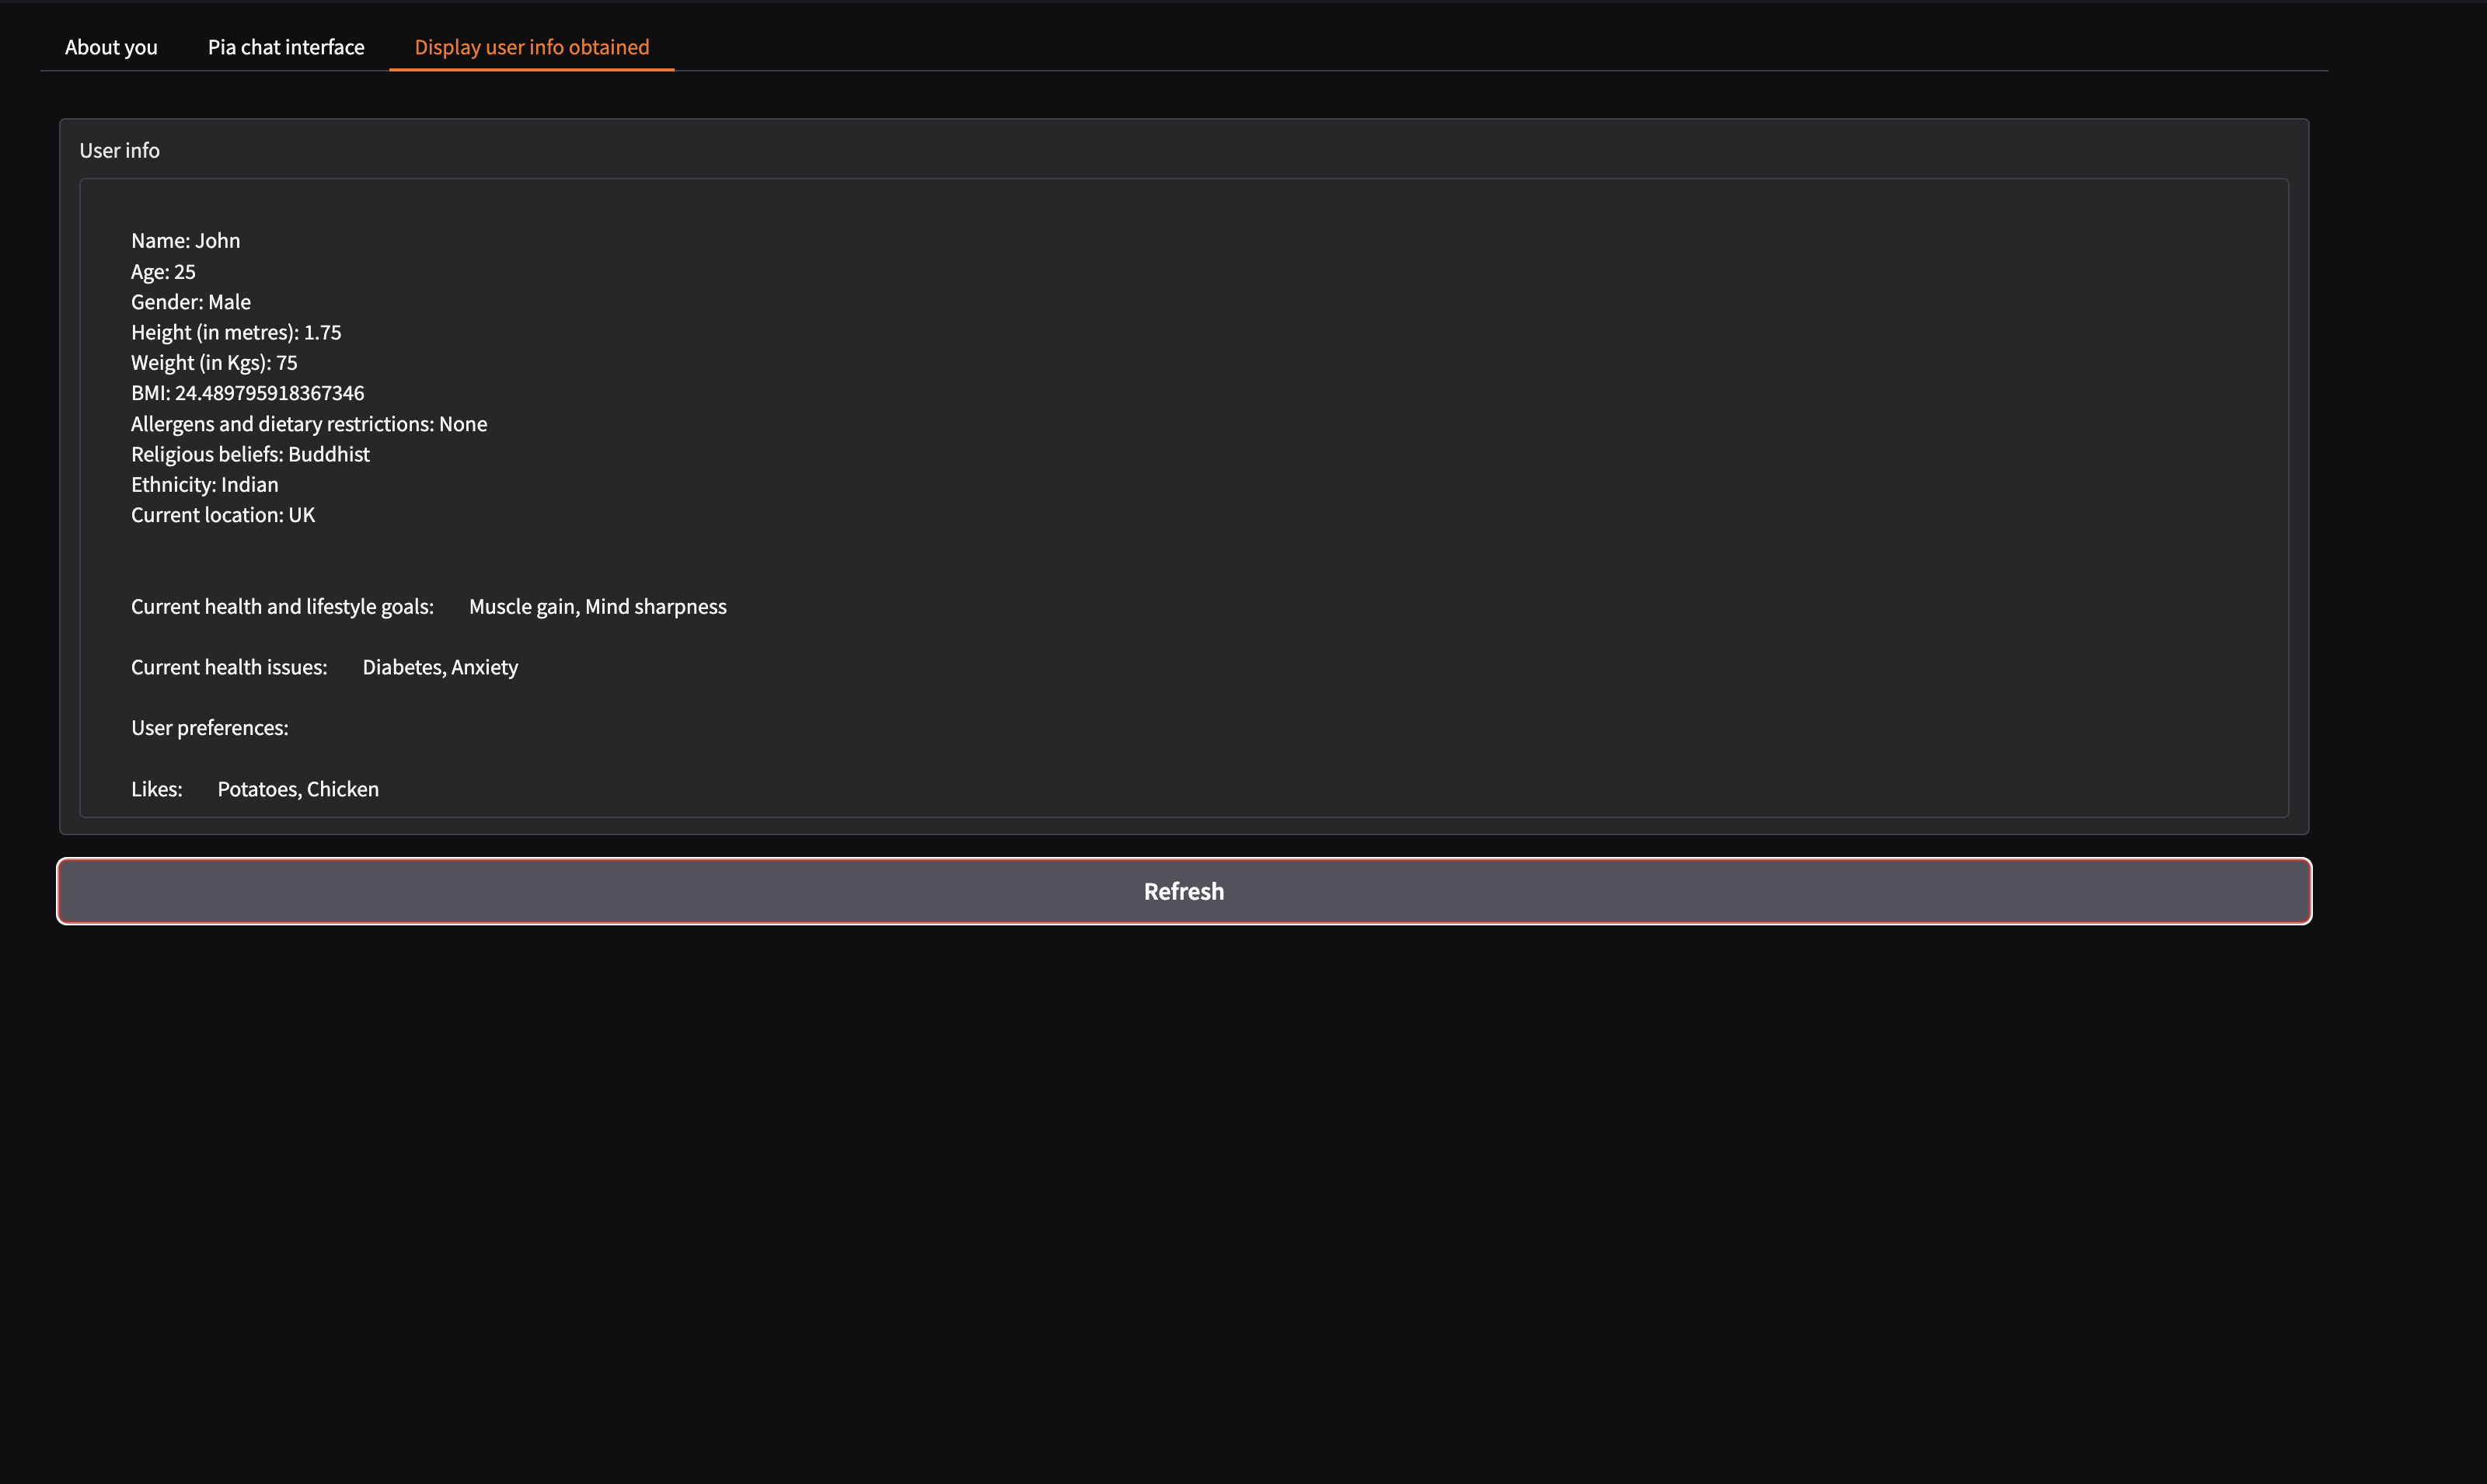 About you Pia chat interface Display user info obtained
User info
Name: John
Age: 25
Gender: Male
Height (in metres): 1.75
Weight (in Kgs): 75
BMI: 24.489795918367346
Allergens and dietary restrictions: None
Religious beliefs: Buddhist
Ethnicity: Indian
Current location: UK
Current health and lifestyle goals: Muscle gain, Mind sharpness
Current health issues: Diabetes, Anxiety
User preferences:
Likes: Potatoes, Chicken
Refresh